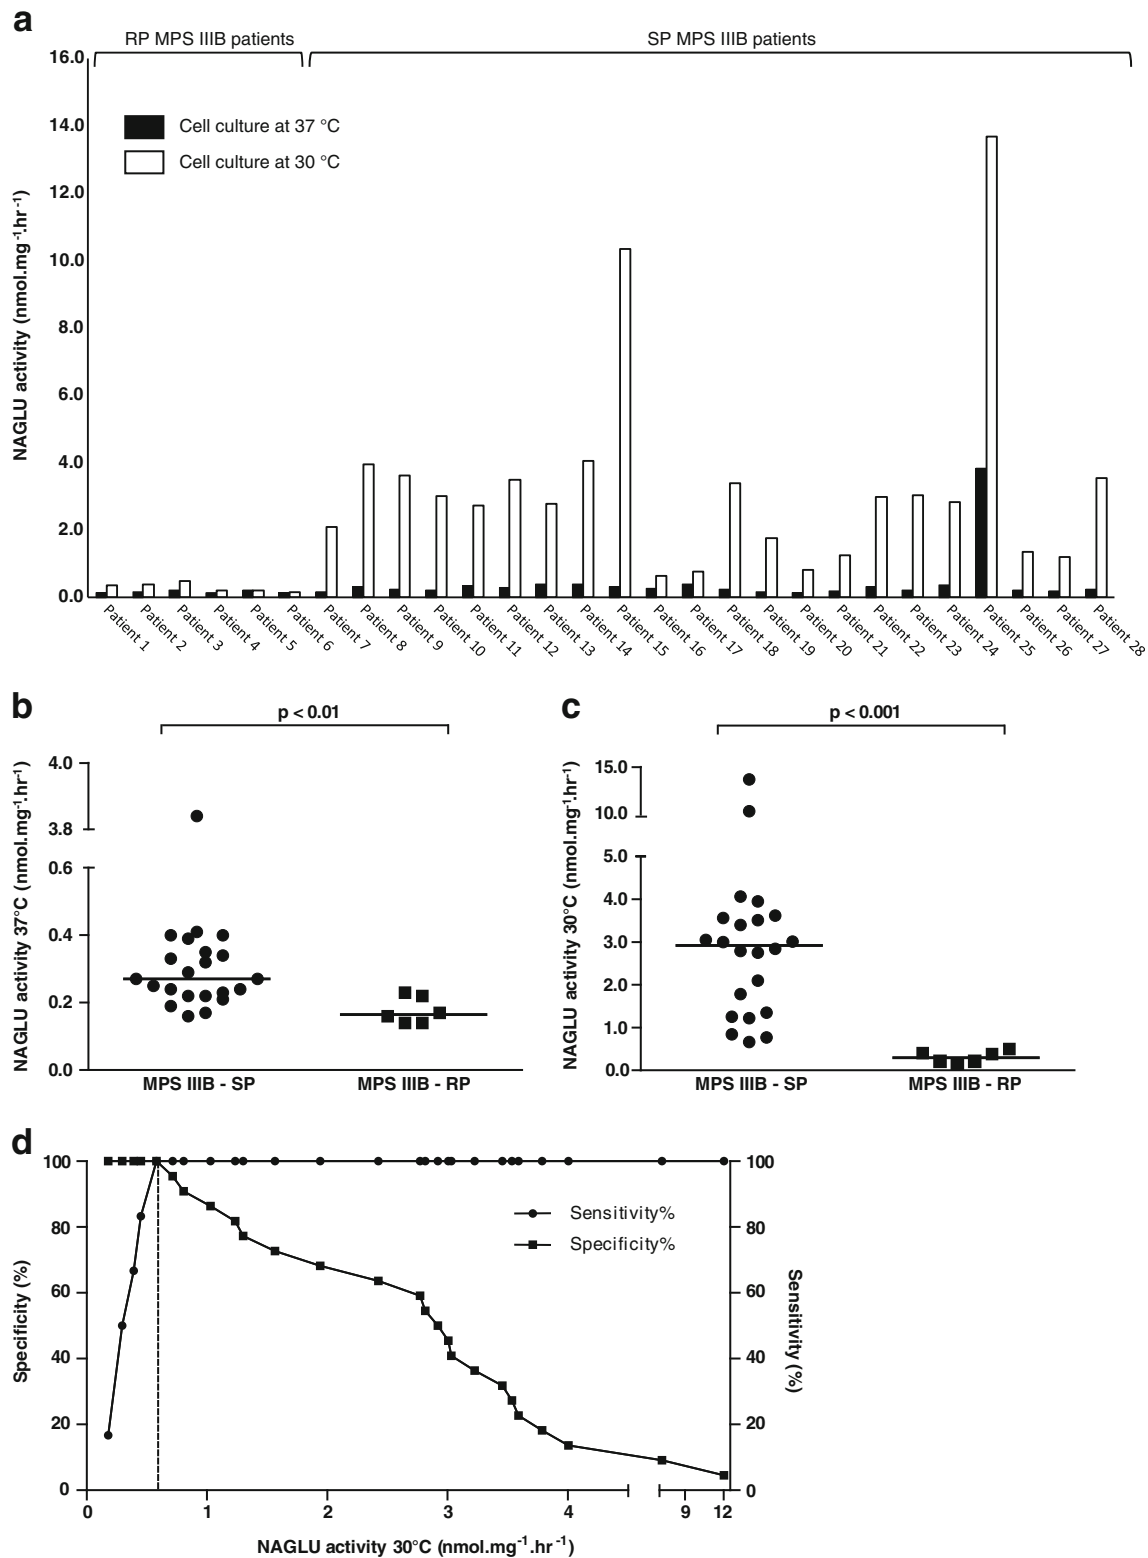 a
RP MPS IIIB patients
SP MPS IIIB patients
16.0
14.0
12.0
10.0
8.0
6.0
4.0
2.0
0.0
NAGLU activity (nmol.mg-1.hr-1)
Cell culture at 37 °C
Cell culture at 30 °C
Patient 1
Patient 2
Patient 3
Patient 4
Patient 5
Patient 6
Patient 7
Patient 8
Patient 9
Patient 10
Patient 11
Patient 12
Patient 13
Patient 14
Patient 15
Patient 16
Patient 17
Patient 18
Patient 19
Patient 20
Patient 21
Patient 22
Patient 23
Patient 24
Patient 25
Patient 26
Patient 27
Patient 28
b
p < 0.01
4.0
3.8
0.6
0.4
0.2
0.0
NAGLU activity 37°C (nmol.mg-1.hr-1)
MPS IIIB - SP
MPS IIIB - RP
c
p < 0.001
15.0
10.0
5.0
4.0
3.0
2.0
1.0
0.0
NAGLU activity 30°C (nmol.mg-1.hr-1)
MPS IIIB - SP
MPS IIIB - RP
d
100
80
60
40
20
0
Specificity (%)
Sensitivity%
Specificity%
100
80
60
40
20
0
Sensitivity (%)
0
1
2
3
4
9
12
NAGLU activity 30°C (nmol.mg-1.hr-1)